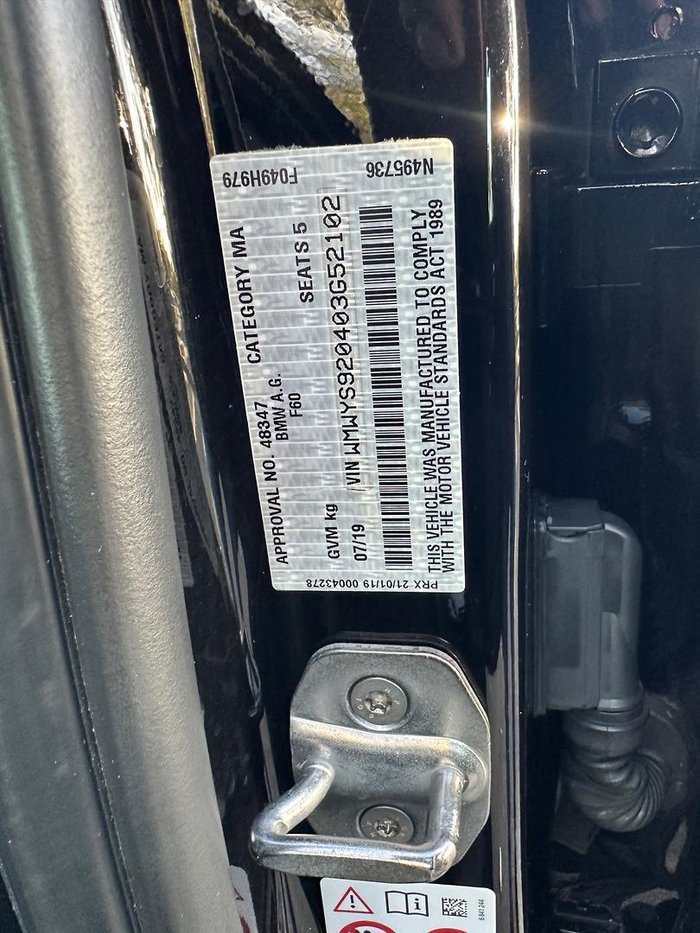 F049H979
N495736
APPROVAL NO. 48347 CATEGORY MA
BMW A.G.
F60 SEATS 5
GVM kg
07/19 VIN WMWYS920403G52102
THIS VEHICLE WAS MANUFACTURED TO COMPLY
WITH THE MOTOR VEHICLE STANDARDS ACT 1989
PRX 21/01/19 00043278